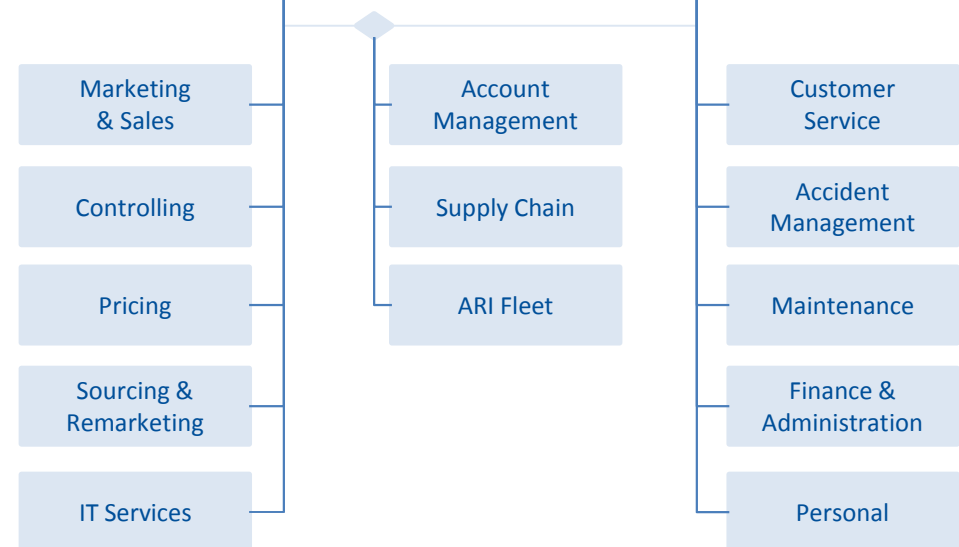 Marketing
& Sales
Account
Management
Customer
Service
Controlling
Supply Chain
Accident
Management
Pricing
ARI Fleet
Maintenance
Sourcing &
Remarketing
Finance &
Administration
IT Services
Personal